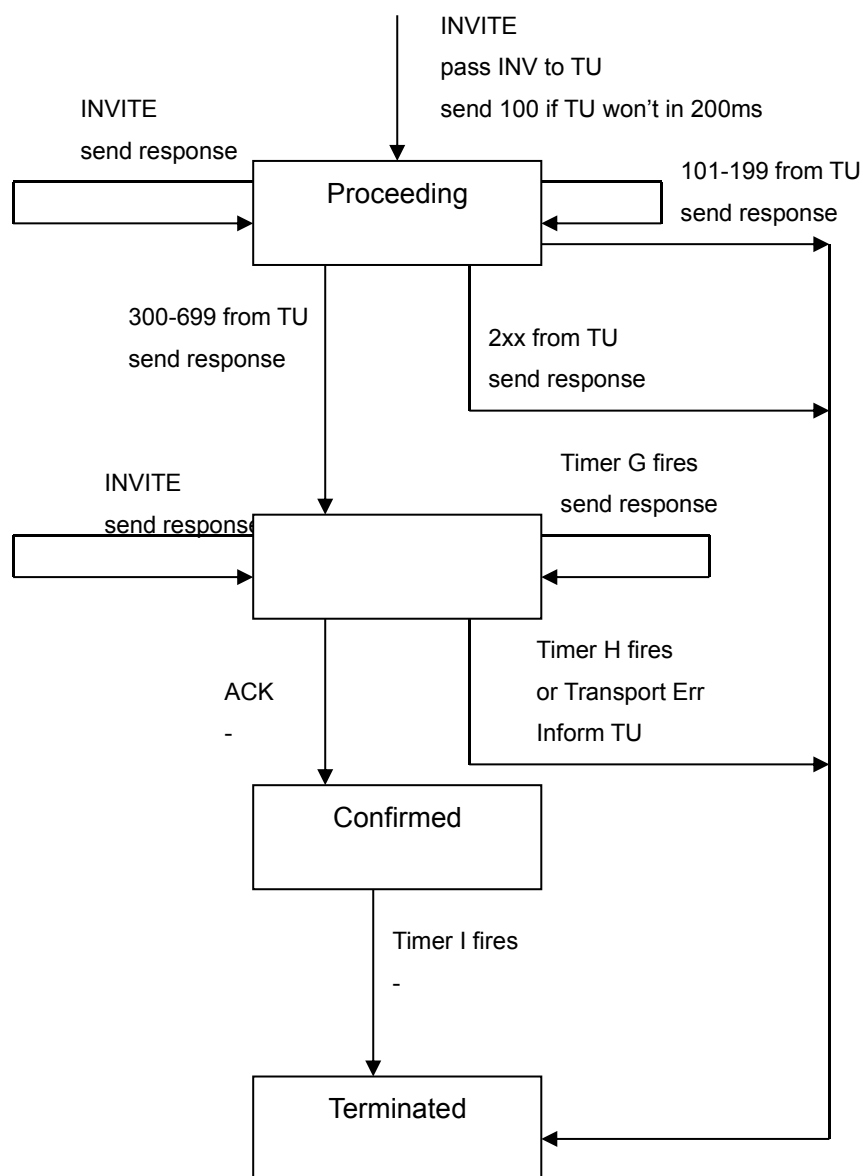 INVITE
pass INV to TU
send 100 if TU won't in 200ms
INVITE
send response
Proceeding
101-199 from TU
send response
300-699 from TU
send response
2xx from TU
send response
INVITE
send response
Timer G fires
send response
ACK
-
Timer H fires
or Transport Err
Inform TU
Confirmed
Timer I fires
-
Terminated